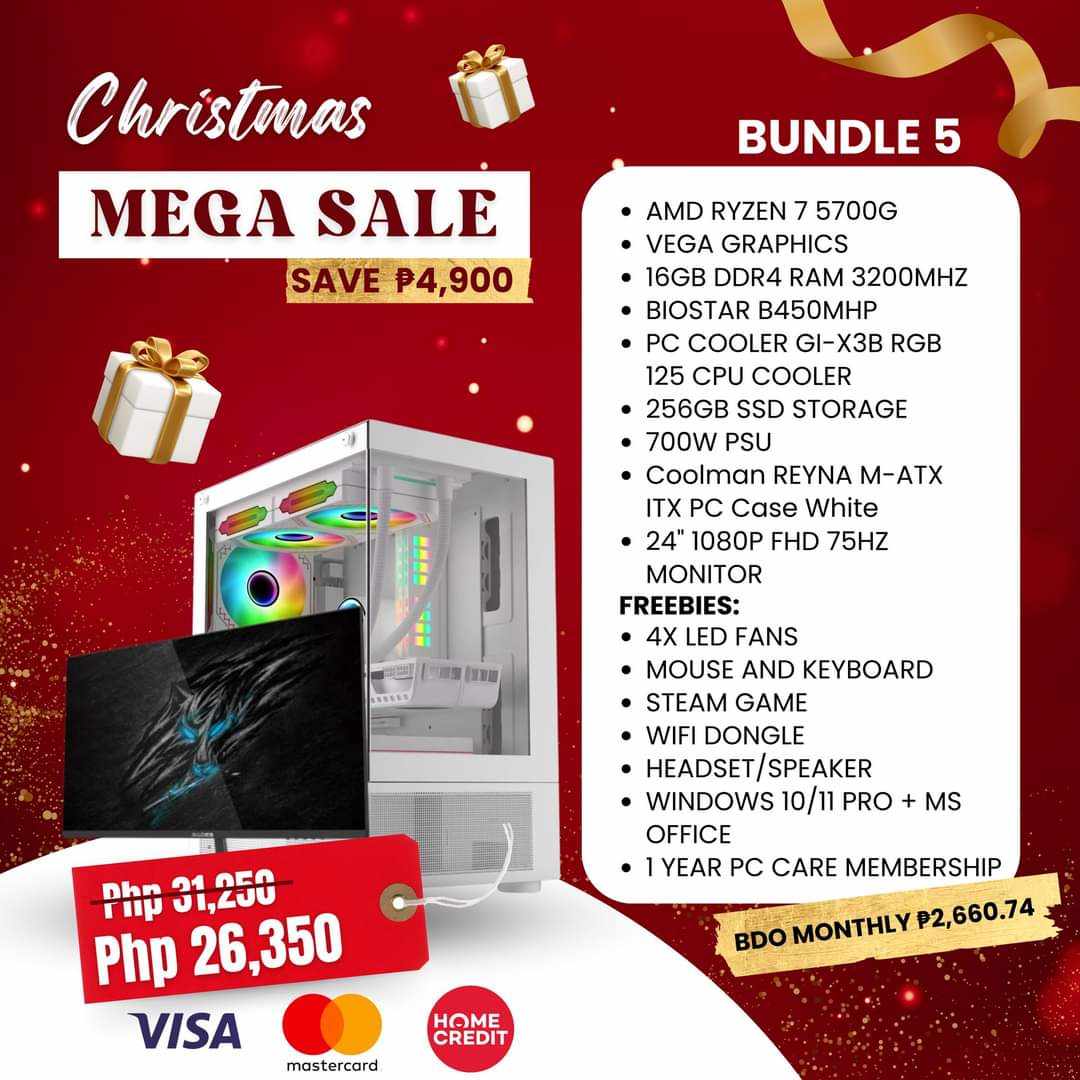 Christmas
MEGA SALE
SAVE ₱4,900
BUNDLE 5
• AMD RYZEN 7 5700G
• VEGA GRAPHICS
• 16GB DDR4 RAM 3200MHZ
• BIOSTAR B450MHP
• PC COOLER GI-X3B RGB
125 CPU COOLER
• 256GB SSD STORAGE
• 700W PSU
• Coolman REYNA M-ATX
ITX PC Case White
• 24" 1080P FHD 75HZ
MONITOR
FREEBIES:
• 4X LED FANS
• MOUSE AND KEYBOARD
• STEAM GAME
• WIFI DONGLE
• HEADSET/SPEAKER
• WINDOWS 10/11 PRO + MS
OFFICE
• 1 YEAR PC CARE MEMBERSHIP
BDO MONTHLY ₱2,660.74
Php 31,250
Php 26,350
VISA
mastercard
HOME
CREDIT